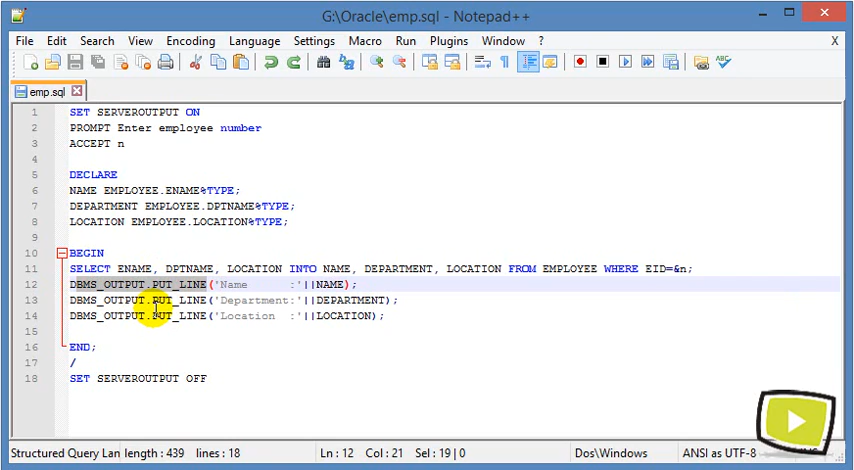 G:\Oracle\emp.sql - Notepad++
File Edit Search View Encoding Language Settings Macro Run Plugins Window ? X
emp.sql
1 SET SERVEROUTPUT ON
2 PROMPT Enter employee number
3 ACCEPT n
4
5 DECLARE
6 NAME EMPLOYEE.ENAME%TYPE;
7 DEPARTMENT EMPLOYEE.DPTNAME%TYPE;
8 LOCATION EMPLOYEE.LOCATION%TYPE;
9
10 BEGIN
11 SELECT ENAME, DPTNAME, LOCATION INTO NAME, DEPARTMENT, LOCATION FROM EMPLOYEE WHERE EID=&n;
12 DBMS_OUTPUT.PUT_LINE('Name      :'||NAME);
13 DBMS_OUTPUT.PUT_LINE('Department:'||DEPARTMENT);
14 DBMS_OUTPUT.PUT_LINE('Location  :'||LOCATION);
15
16 END;
17 /
18 SET SERVEROUTPUT OFF
Structured Query Lan length : 439 lines : 18 Ln : 12 Col : 21 Sel : 19 | 0 Dos\Windows ANSI as UTF-8